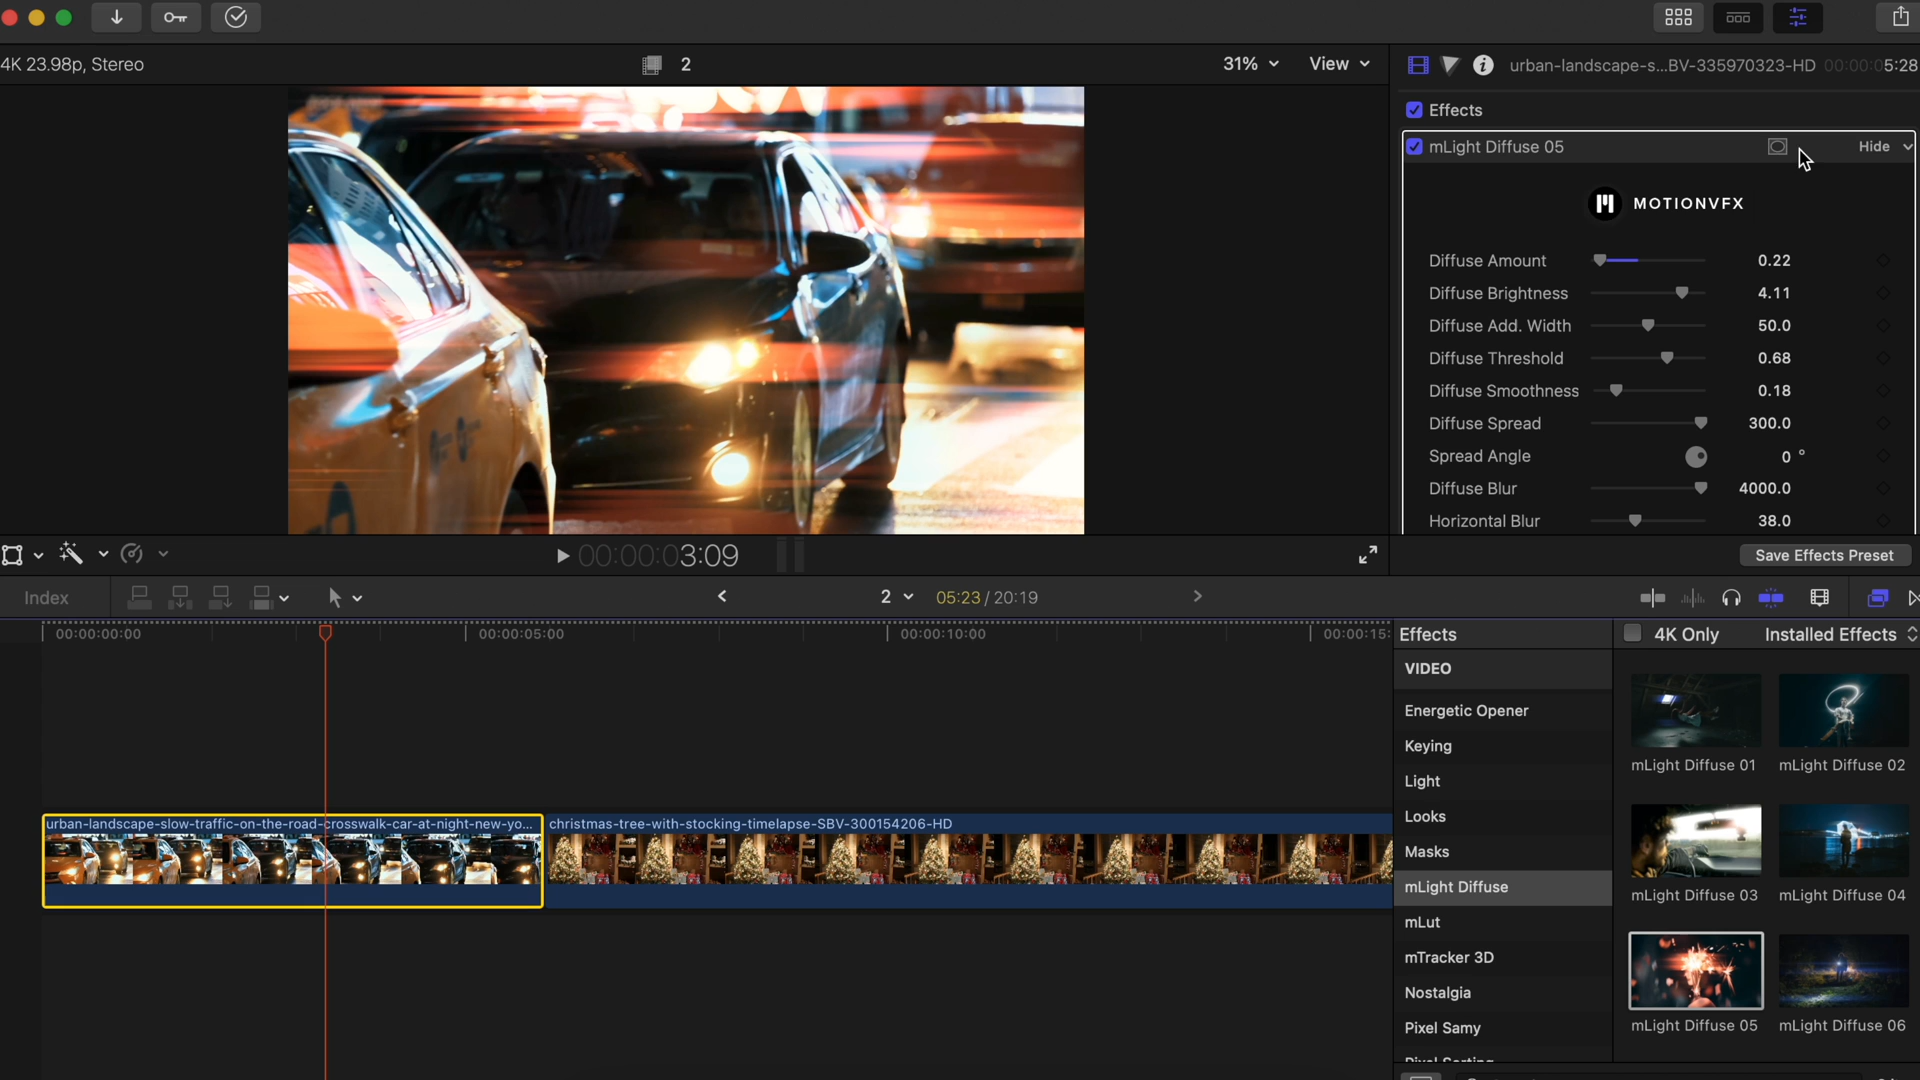 4K 23.98p, Stereo
2
31%
View
urban-landscape-s...BV-335970323-HD
00:00:05:28
Effects
mLight Diffuse 05
Hide
MOTIONVFX
Diffuse Amount 0.22
Diffuse Brightness 4.11
Diffuse Add. Width 50.0
Diffuse Threshold 0.68
Diffuse Smoothness 0.18
Diffuse Spread 300.0
Spread Angle 0 °
Diffuse Blur 4000.0
Horizontal Blur 38.0
00:00:03:09
Save Effects Preset
Index
2
05:23 / 20:19
00:00:00:00
00:00:05:00
00:00:10:00
00:00:15:
Effects
4K Only
Installed Effects
VIDEO
Energetic Opener
Keying
Light
Looks
Masks
mLight Diffuse
mLut
mTracker 3D
Nostalgia
Pixel Samy
mLight Diffuse 01
mLight Diffuse 02
mLight Diffuse 03
mLight Diffuse 04
mLight Diffuse 05
mLight Diffuse 06
urban-landscape-slow-traffic-on-the-road-crosswalk-car-at-night-new-yo...
christmas-tree-with-stocking-timelapse-SBV-300154206-HD